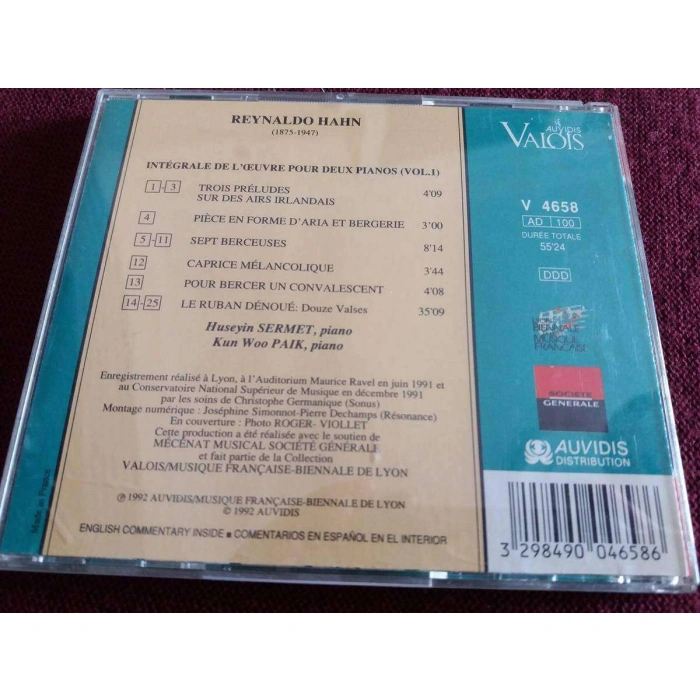 REYNALDO HAHN
(1875-1947)
INTÉGRALE DE L'ŒUVRE POUR DEUX PIANOS (VOL.1)
1 - 3 TROIS PRÉLUDES
SUR DES AIRS IRLANDAIS 4'09
4 PIÈCE EN FORME D'ARIA ET BERGERIE 3'00
5 - 11 SEPT BERCEUSES 8'14
12 CAPRICE MÉLANCOLIQUE 3'44
13 POUR BERCER UN CONVALESCENT 4'08
14 - 25 LE RUBAN DÉNOUÉ: Douze Valses 35'09
Huseyin SERMET, piano
Kun Woo PAIK, piano
Enregistrement réalisé à Lyon, à l'Auditorium Maurice Ravel en juin 1991 et
au Conservatoire National Supérieur de Musique en décembre 1991
par les soins de Christophe Germanique (Sonus)
Montage numérique : Joséphine Simonnot-Pierre Dechamps (Résonance)
En couverture : Photo ROGER- VIOLLET
Cette production a été réalisée avec le soutien de
MÉCÉNAT MUSICAL SOCIÉTÉ GÉNÉRALE
et fait partie de la Collection
VALOIS/MUSIQUE FRANÇAISE-BIENNALE DE LYON
Ⓟ 1992 AUVIDIS/MUSIQUE FRANÇAISE-BIENNALE DE LYON
© 1992 AUVIDIS
ENGLISH COMMENTARY INSIDE ▪ COMENTARIOS EN ESPAÑOL EN EL INTERIOR
Made in France
AUVIDIS
VALOIS
V 4658
AD 100
DURÉE TOTALE
55'24
DDD
BIENNALE
MUSIQUE
FRANÇAISE
SOCIÉTÉ
GÉNÉRALE
AUVIDIS
DISTRIBUTION
3 298490 046586